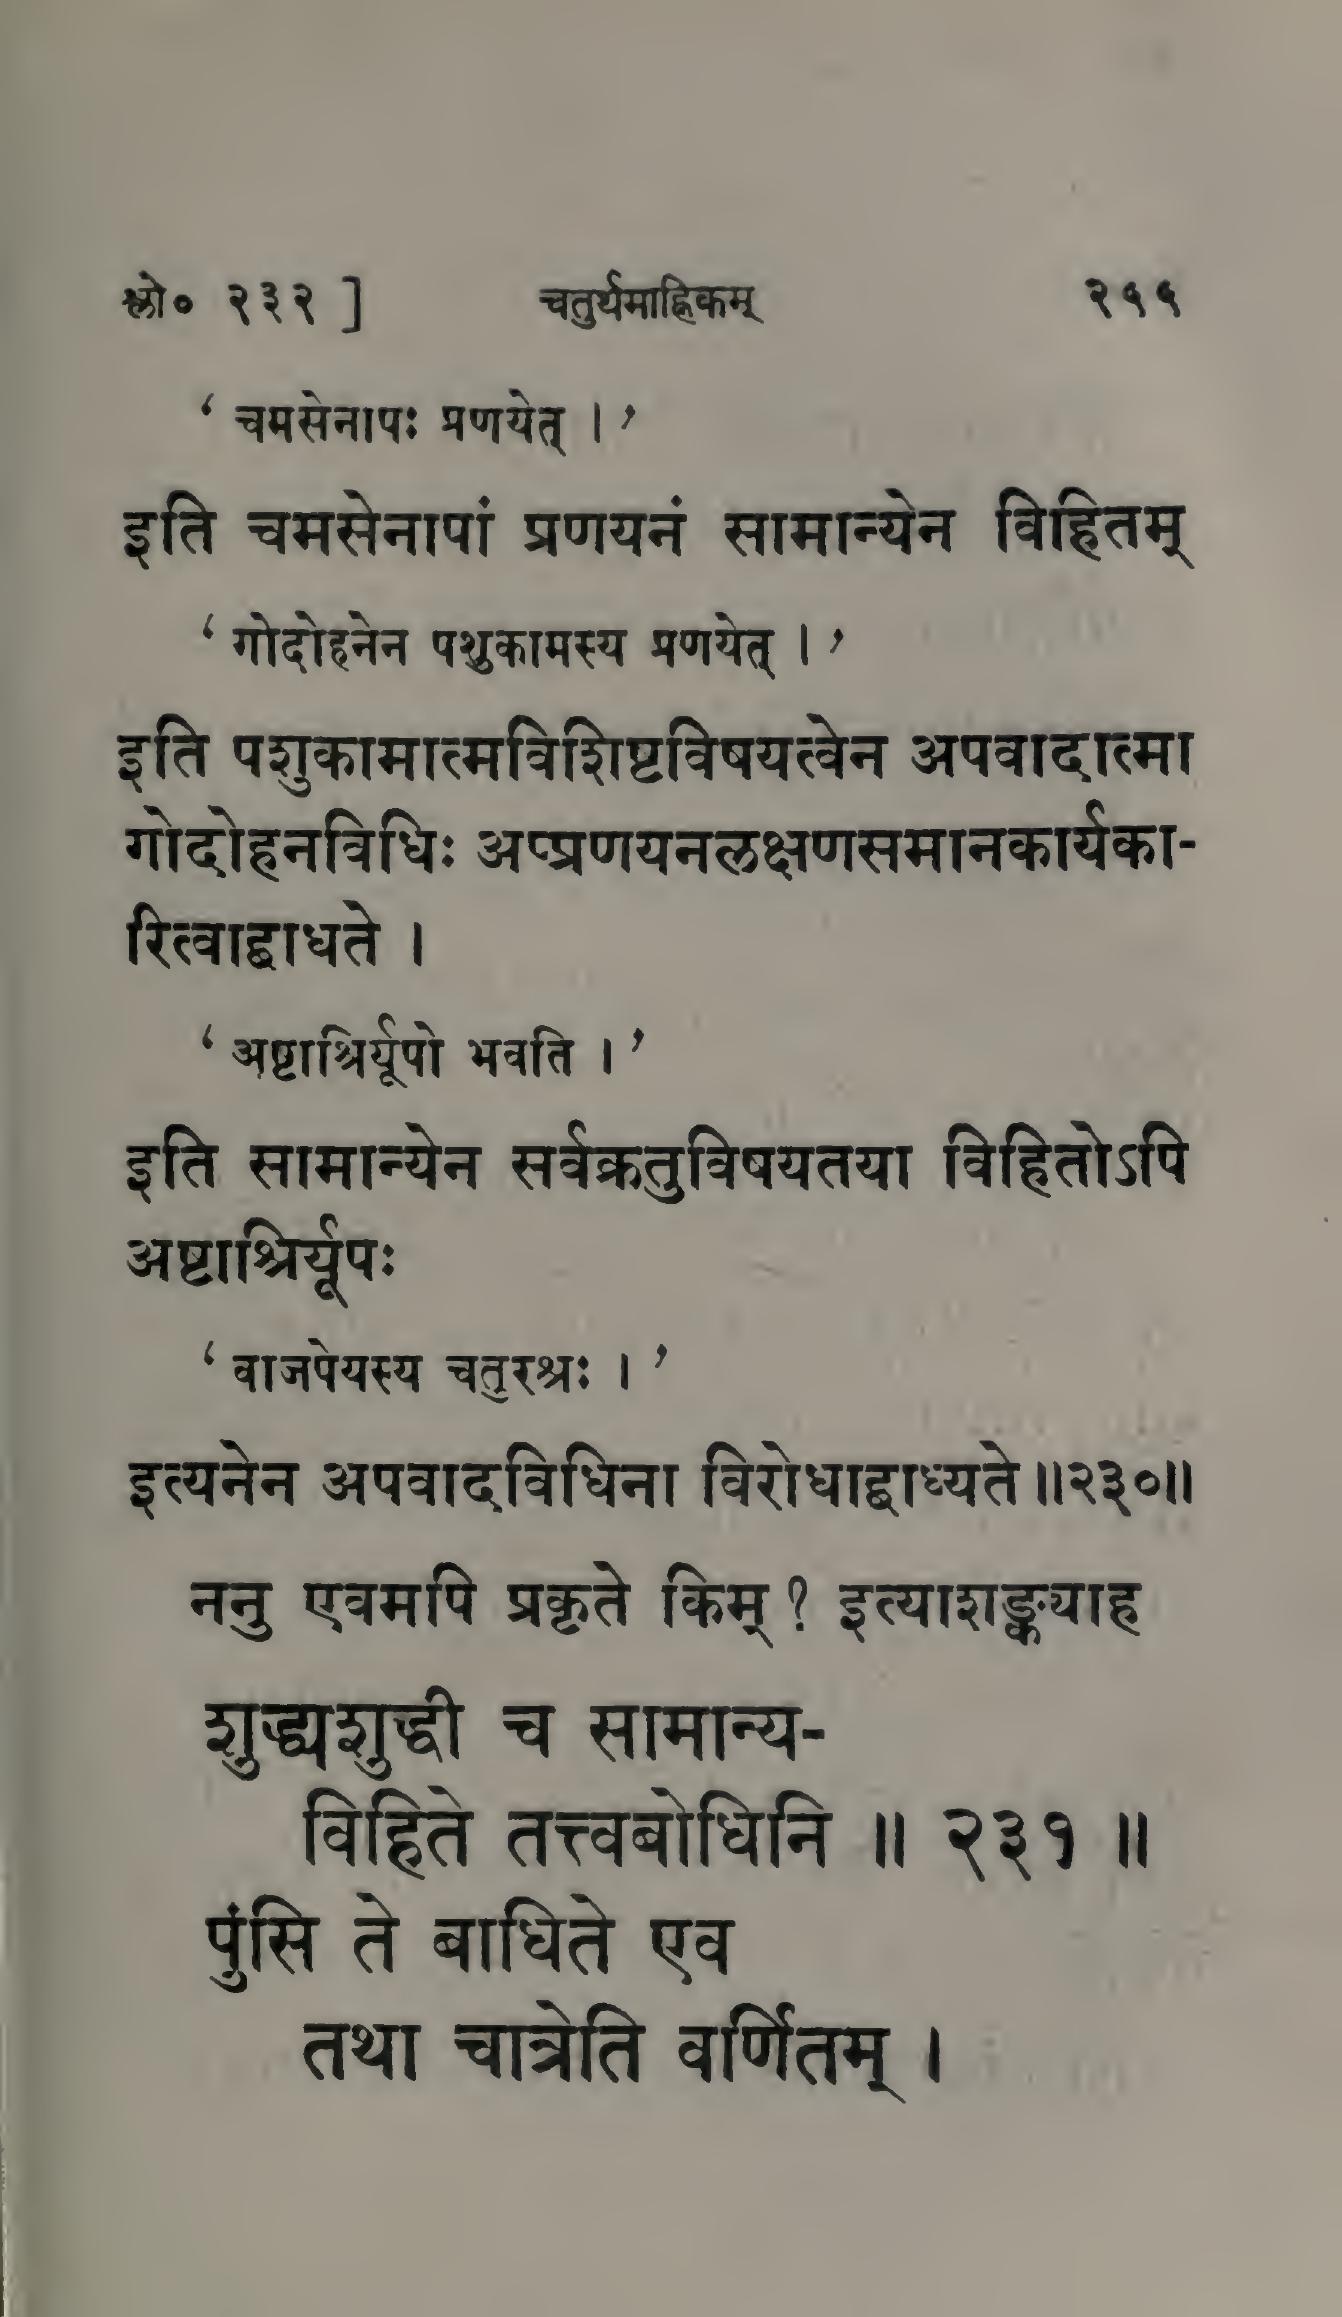 श्लो० २३२ ] चतुर्थमाह्निकम् २५५
‘ चमसेनापः प्रणयेत् । ’
इति चमसेनापां प्रणयनं सामान्येन विहितम्
‘ गोदोहनेन पशुकामस्य प्रणयेत् । ’
इति पशुकामात्मविशिष्टविषयत्वेन अपवादात्मा
गोदोहनविधिः अप्प्रणयनलक्षणसमानकार्यका-
रित्वाद्बाधते ।
‘ अष्टाश्रिर्यूपो भवति । ’
इति सामान्येन सर्वक्रतुविषयतया विहितोऽपि
अष्टाश्रिर्यूपः
‘ वाजपेयस्य चतुरश्रः । ’
इत्यनेन अपवादविधिना विरोधाद्बाध्यते ॥२३०॥
ननु एवमपि प्रकृते किम् ? इत्याशङ्क्याह
शुद्ध्यशुद्धी च सामान्य-
विहिते तत्त्वबोधिनि ॥ २३१ ॥
पुंसि ते बाधिते एव
तथा चात्रेति वर्णितम् ।